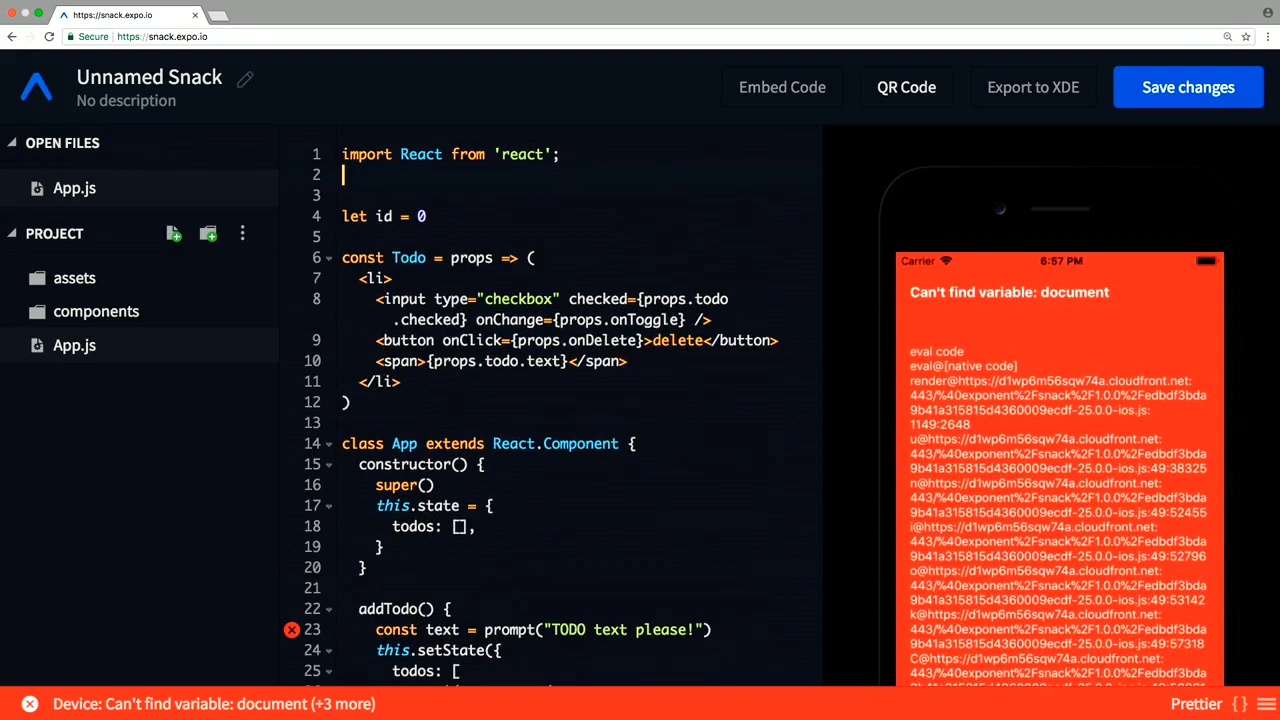 https://snack.expo.io
Secure
https://snack.expo.io
Unnamed Snack
No description
Embed Code
QR Code
Export to XDE
Save changes
OPEN FILES
App.js
PROJECT
assets
components
App.js
1 import React from 'react';
2
3
4 let id = 0
5
6 const Todo = props => (
7 <li>
8 <input type="checkbox" checked={props.todo
.checked} onChange={props.onToggle} />
9 <button onClick={props.onDelete}>delete</button>
10 <span>{props.todo.text}</span>
11 </li>
12 )
13
14 class App extends React.Component {
15 constructor() {
16 super()
17 this.state = {
18 todos: [],
19 }
20 }
21
22 addTodo() {
23 const text = prompt("TODO text please!")
24 this.setState({
25 todos: [
Carrier 6:57 PM
Can't find variable: document
eval code
eval@[native code]
render@https://d1wp6m56sqw74a.cloudfront.net:
443/%40exponent%2Fsnack%2F1.0.0%2Fedbdf3bda
9b41a315815d4360009ecdf-25.0.0-ios.js:
1149:2648
u@https://d1wp6m56sqw74a.cloudfront.net:
443/%40exponent%2Fsnack%2F1.0.0%2Fedbdf3bda
9b41a315815d4360009ecdf-25.0.0-ios.js:49:38325
n@https://d1wp6m56sqw74a.cloudfront.net:
443/%40exponent%2Fsnack%2F1.0.0%2Fedbdf3bda
9b41a315815d4360009ecdf-25.0.0-ios.js:49:52455
i@https://d1wp6m56sqw74a.cloudfront.net:
443/%40exponent%2Fsnack%2F1.0.0%2Fedbdf3bda
9b41a315815d4360009ecdf-25.0.0-ios.js:49:52796
o@https://d1wp6m56sqw74a.cloudfront.net:
443/%40exponent%2Fsnack%2F1.0.0%2Fedbdf3bda
9b41a315815d4360009ecdf-25.0.0-ios.js:49:53142
k@https://d1wp6m56sqw74a.cloudfront.net:
443/%40exponent%2Fsnack%2F1.0.0%2Fedbdf3bda
9b41a315815d4360009ecdf-25.0.0-ios.js:49:57318
C@https://d1wp6m56sqw74a.cloudfront.net:
443/%40exponent%2Fsnack%2F1.0.0%2Fedbdf3bda
Device: Can't find variable: document (+3 more)
Prettier { }